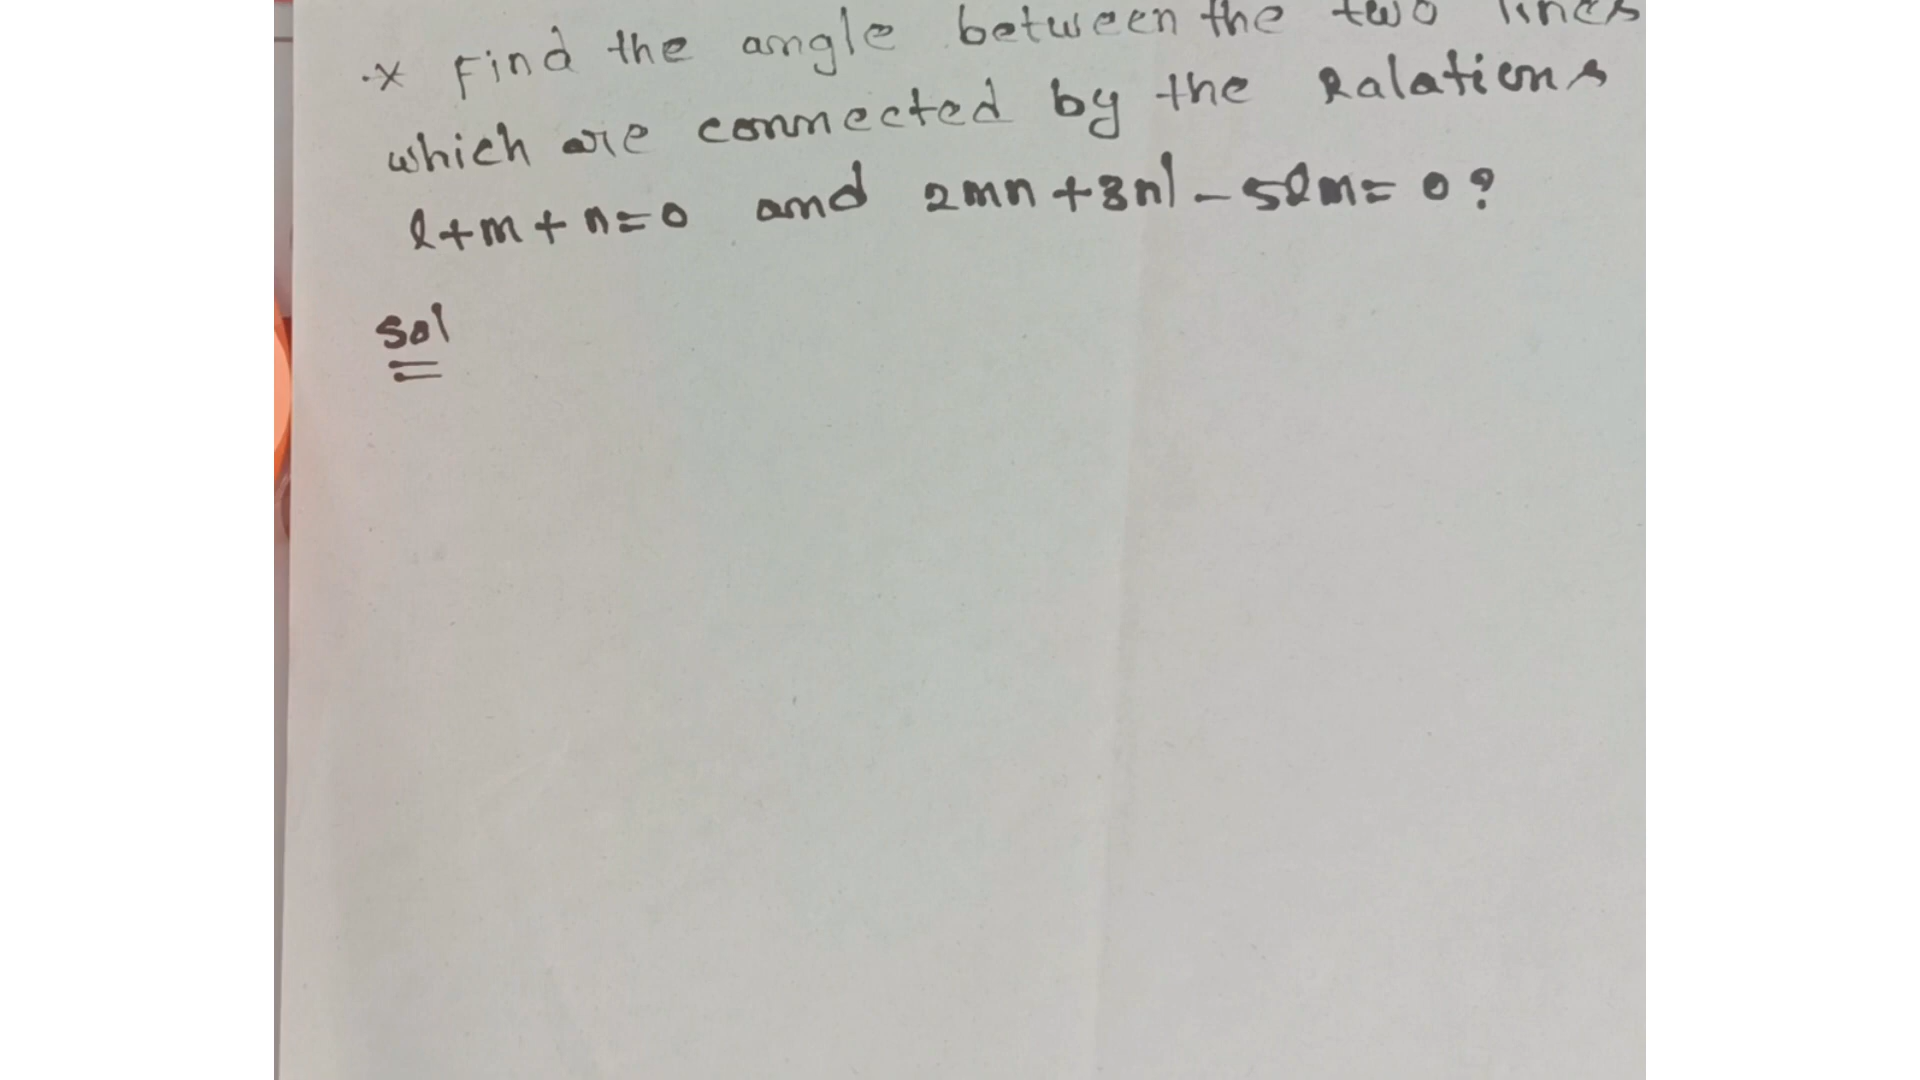 * Find the angle between the two lines
which are connected by the Ralations
l+m+n=0 and 2mn+3nl-5lm=0?
Sol